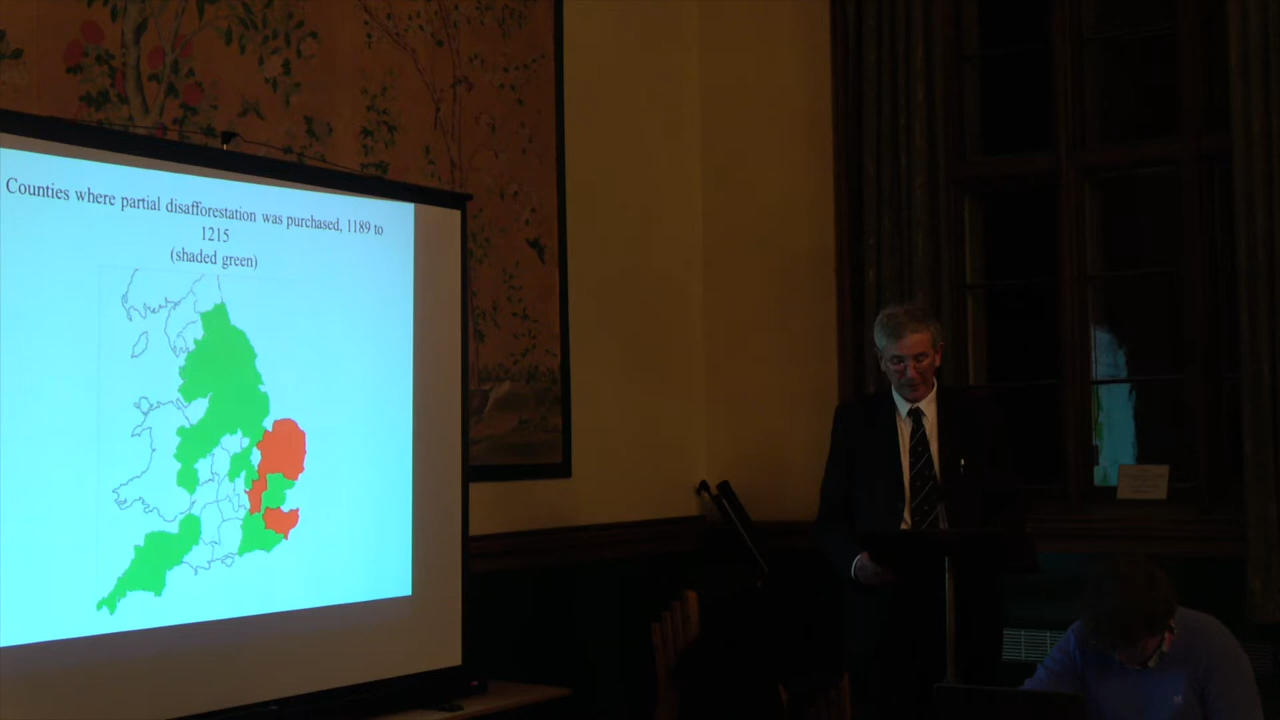 Counties where partial disafforestation was purchased, 1189 to
1215
(shaded green)